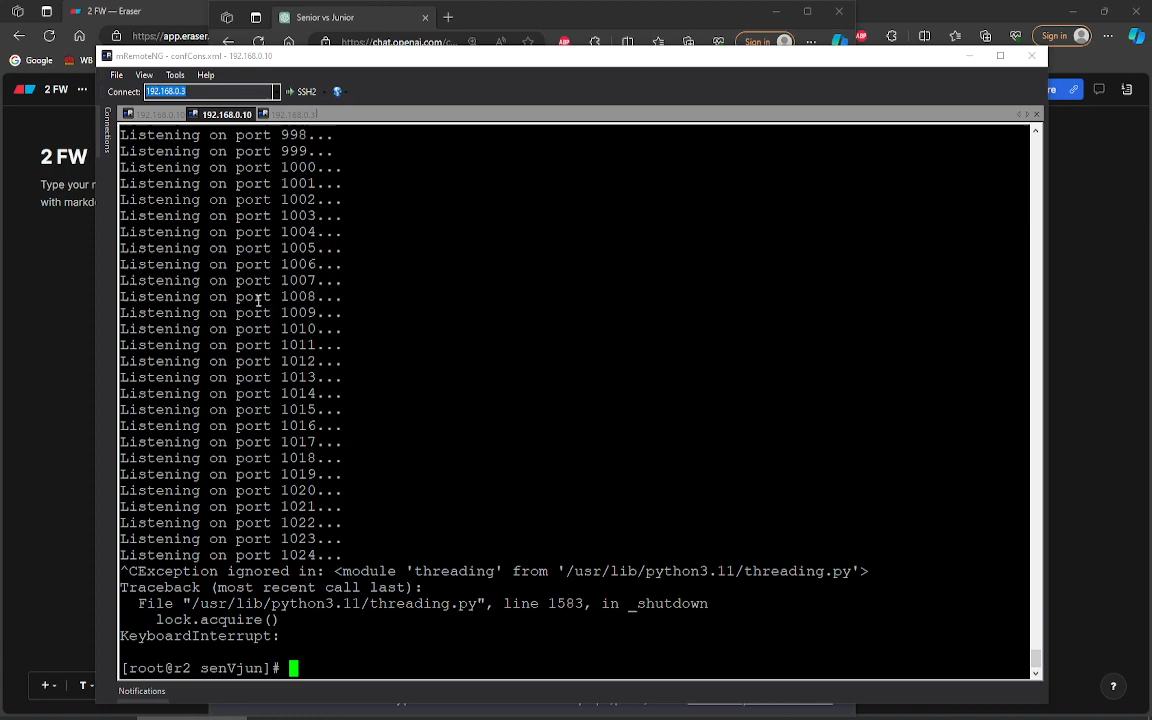 2 FW — Eraser
Senior vs Junior
https://app.eraser.
https://chat.openai.com/c
Sign in
Sign in
Google
WB
mRemoteNG - confCons.xml - 192.168.0.10
File View Tools Help
Connect: 192.168.0.3 SSH2
2 FW
192.168.0.10 192.168.0.10 192.168.0.3
Connections
2 FW
Type your
with markdo
Listening on port 998...
Listening on port 999...
Listening on port 1000...
Listening on port 1001...
Listening on port 1002...
Listening on port 1003...
Listening on port 1004...
Listening on port 1005...
Listening on port 1006...
Listening on port 1007...
Listening on port 1008...
Listening on port 1009...
Listening on port 1010...
Listening on port 1011...
Listening on port 1012...
Listening on port 1013...
Listening on port 1014...
Listening on port 1015...
Listening on port 1016...
Listening on port 1017...
Listening on port 1018...
Listening on port 1019...
Listening on port 1020...
Listening on port 1021...
Listening on port 1022...
Listening on port 1023...
Listening on port 1024...
^CException ignored in: <module 'threading' from '/usr/lib/python3.11/threading.py'>
Traceback (most recent call last):
File "/usr/lib/python3.11/threading.py", line 1583, in _shutdown
lock.acquire()
KeyboardInterrupt:
[root@r2 senVjun]#
Notifications